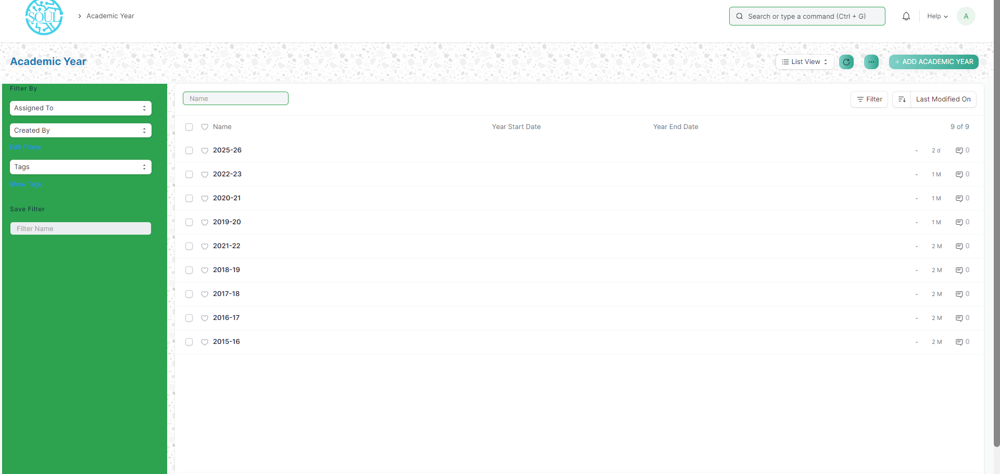 SOUL
Academic Year
Search or type a command (Ctrl + G)
Help
A
Academic Year
List View
+ ADD ACADEMIC YEAR
Filter By
Assigned To
Created By
Edit Filters
Tags
Show Tags
Save Filter
Filter Name
Name
Filter
Last Modified On
Name Year Start Date Year End Date 9 of 9
2025-26 - 2 d 0
2022-23 - 1 M 0
2020-21 - 1 M 0
2019-20 - 1 M 0
2021-22 - 2 M 0
2018-19 - 2 M 0
2017-18 - 2 M 0
2016-17 - 2 M 0
2015-16 - 2 M 0